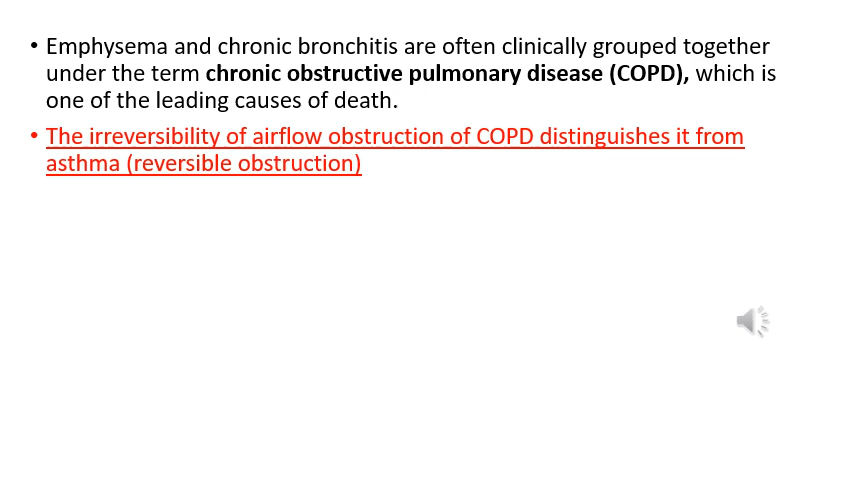 • Emphysema and chronic bronchitis are often clinically grouped together
under the term chronic obstructive pulmonary disease (COPD), which is
one of the leading causes of death.
• The irreversibility of airflow obstruction of COPD distinguishes it from
asthma (reversible obstruction)